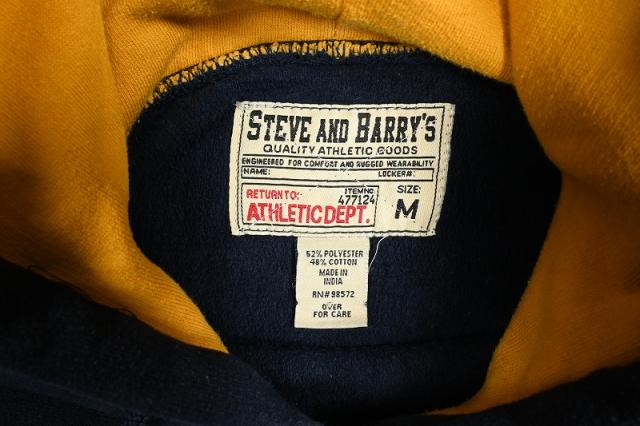 STEVE AND BARRY'S
QUALITY ATHLETIC GOODS
ENGINEERED FOR COMFORT AND RUGGED WEARABILITY
NAME: LOCKER#:
RETURN TO: ITEM NO. 477124
ATHLETIC DEPT.
SIZE:
M
52% POLYESTER
48% COTTON
MADE IN
INDIA
RN# 98572
OVER
FOR CARE